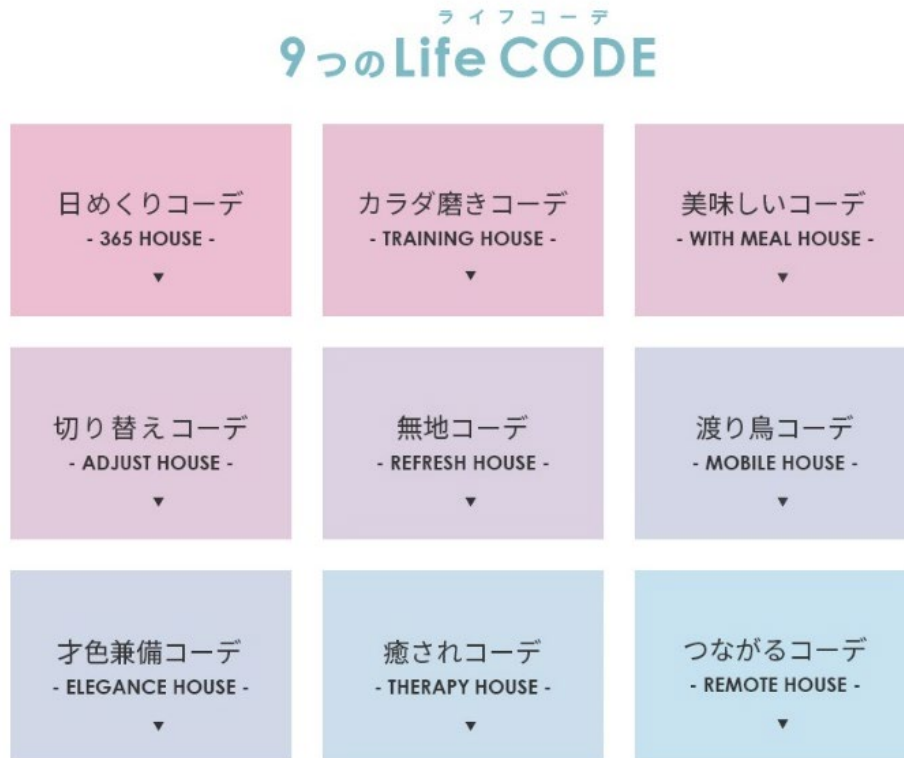 ライフコーデ
9つのLife CODE
日めくりコーデ
- 365 HOUSE -
▼
カラダ磨きコーデ
- TRAINING HOUSE -
▼
美味しいコーデ
- WITH MEAL HOUSE -
▼
切り替えコーデ
- ADJUST HOUSE -
▼
無地コーデ
- REFRESH HOUSE -
▼
渡り鳥コーデ
- MOBILE HOUSE -
▼
才色兼備コーデ
- ELEGANCE HOUSE -
▼
癒されコーデ
- THERAPY HOUSE -
▼
つながるコーデ
- REMOTE HOUSE -
▼